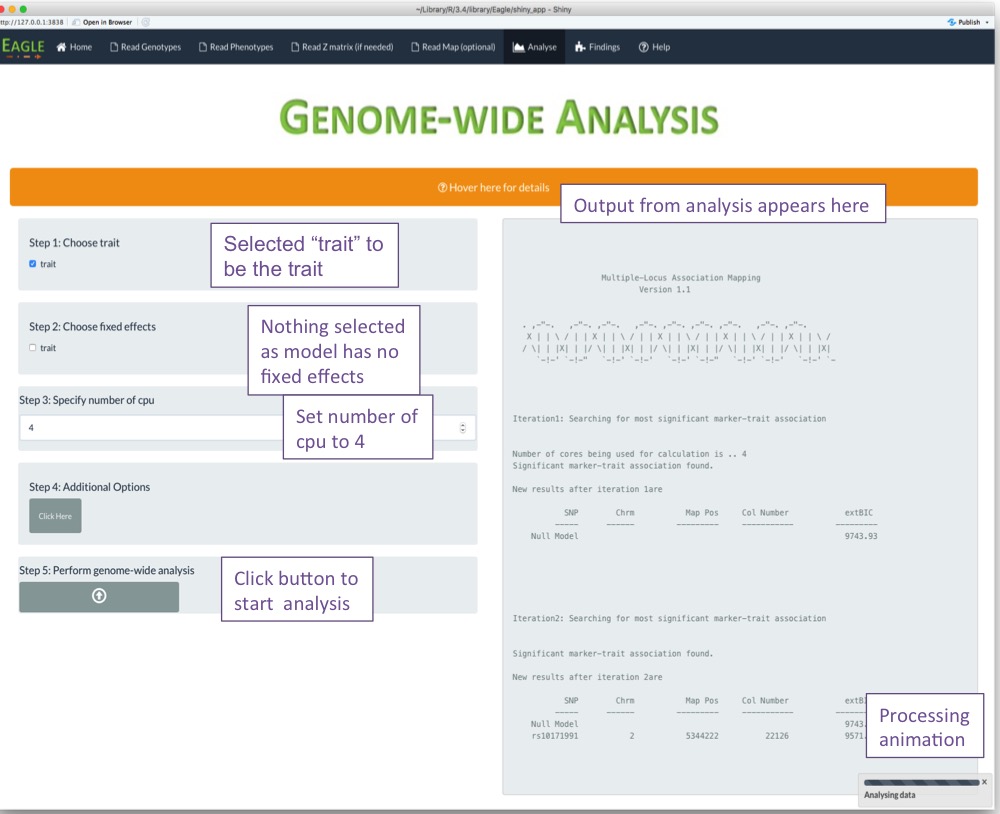 ~/Library/R/3.4/library/Eagle/shiny_app - Shiny
ttp://127.0.0.1:3838 Open in Browser
Publish
EAGLE Home Read Genotypes Read Phenotypes Read Z matrix (if needed) Read Map (optional) Analyse Findings Help
GENOME-WIDE ANALYSIS
Hover here for details
Output from analysis appears here
Step 1: Choose trait
trait
Selected “trait” to
be the trait
Step 2: Choose fixed effects
trait
Nothing selected
as model has no
fixed effects
Step 3: Specify number of cpu
4
Set number of
cpu to 4
Step 4: Additional Options
Click Here
Step 5: Perform genome-wide analysis
Click button to
start analysis
Multiple-Locus Association Mapping
Version 1.1
Iteration1: Searching for most significant marker-trait association
Number of cores being used for calculation is .. 4
Significant marker-trait association found.
New results after iteration 1are
SNP Chrm Map Pos Col Number extBIC
Null Model 9743.93
Iteration2: Searching for most significant marker-trait association
Significant marker-trait association found.
New results after iteration 2are
SNP Chrm Map Pos Col Number
Null Model 9743.
rs10171991 2 5344222 22126 9571.
Processing
animation
x
Analysing data